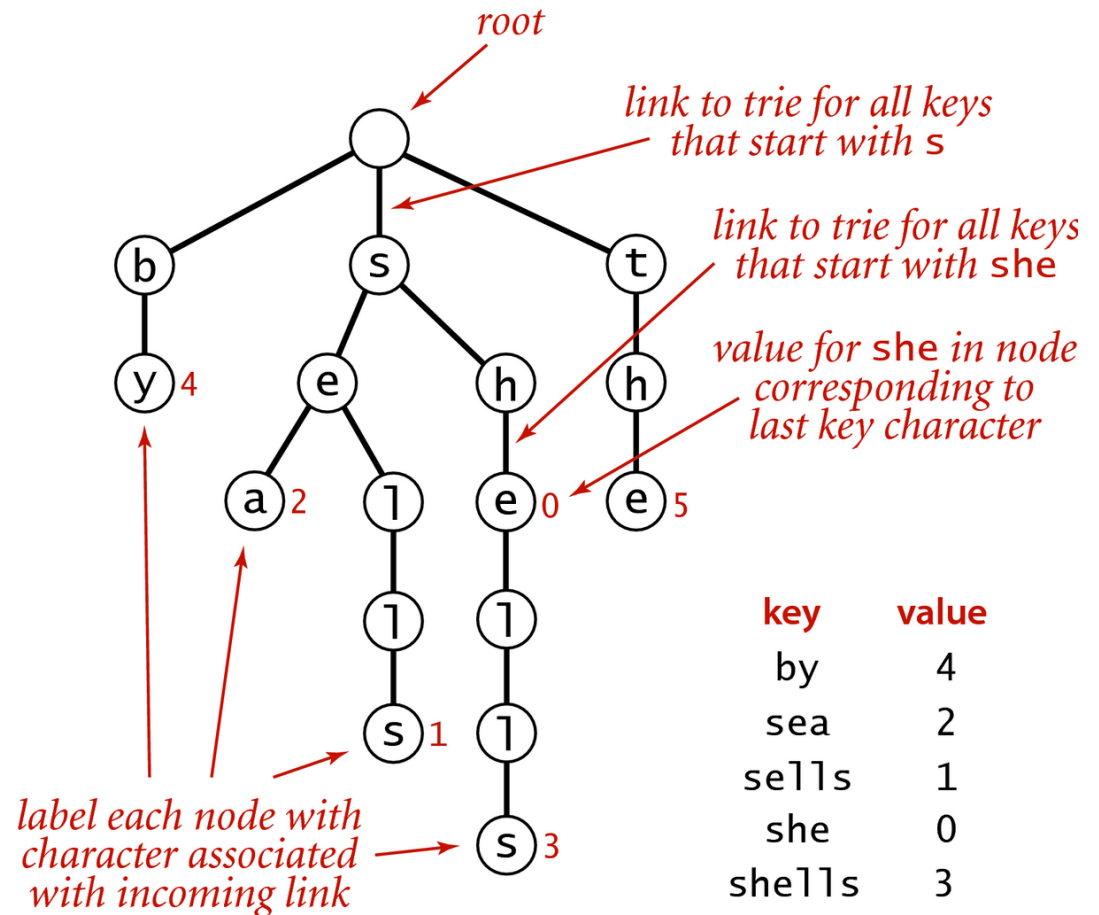 root
link to trie for all keys
that start with s
link to trie for all keys
that start with she
value for she in node
corresponding to
last key character
b
s
t
y 4
e
h
h
a 2
l
e 0
e 5
l
l
s 1
l
s 3
label each node with
character associated
with incoming link
key value
by 4
sea 2
sells 1
she 0
shells 3